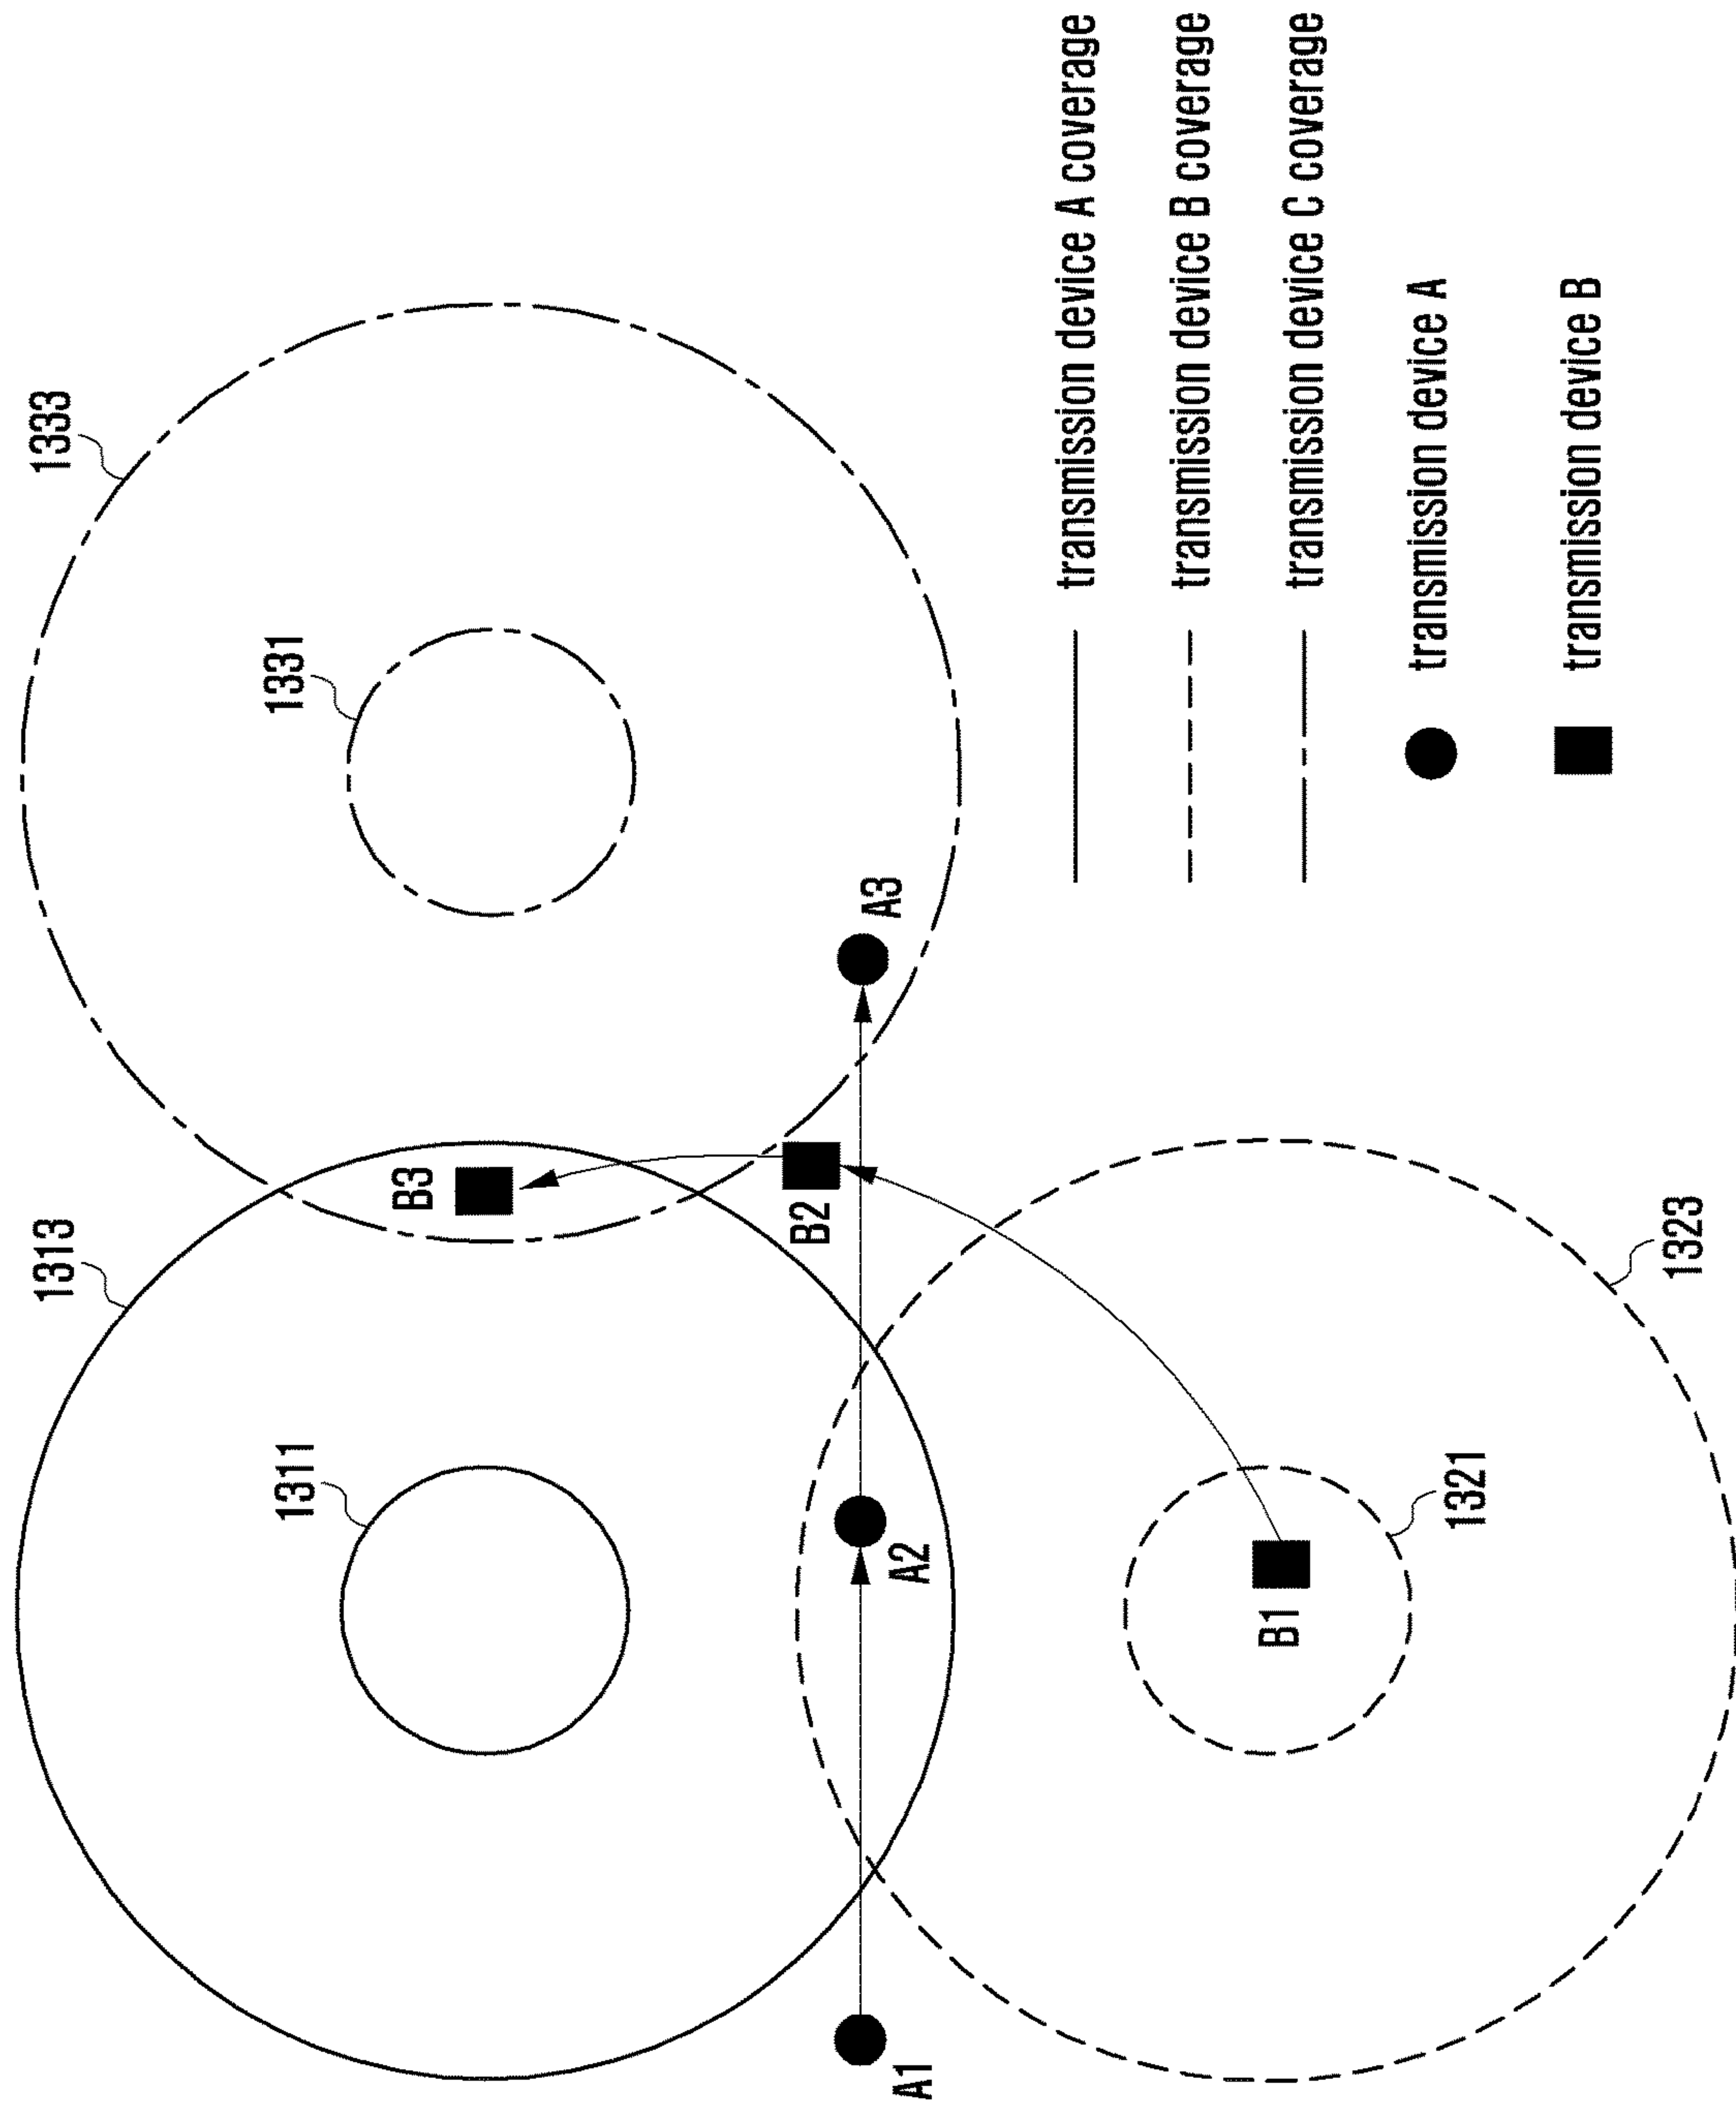 1313
1333
1311
1331
B3
B2
A1
A2
A3
B1
1321
1323
transmission device A coverage
transmission device B coverage
transmission device C coverage
transmission device A
transmission device B